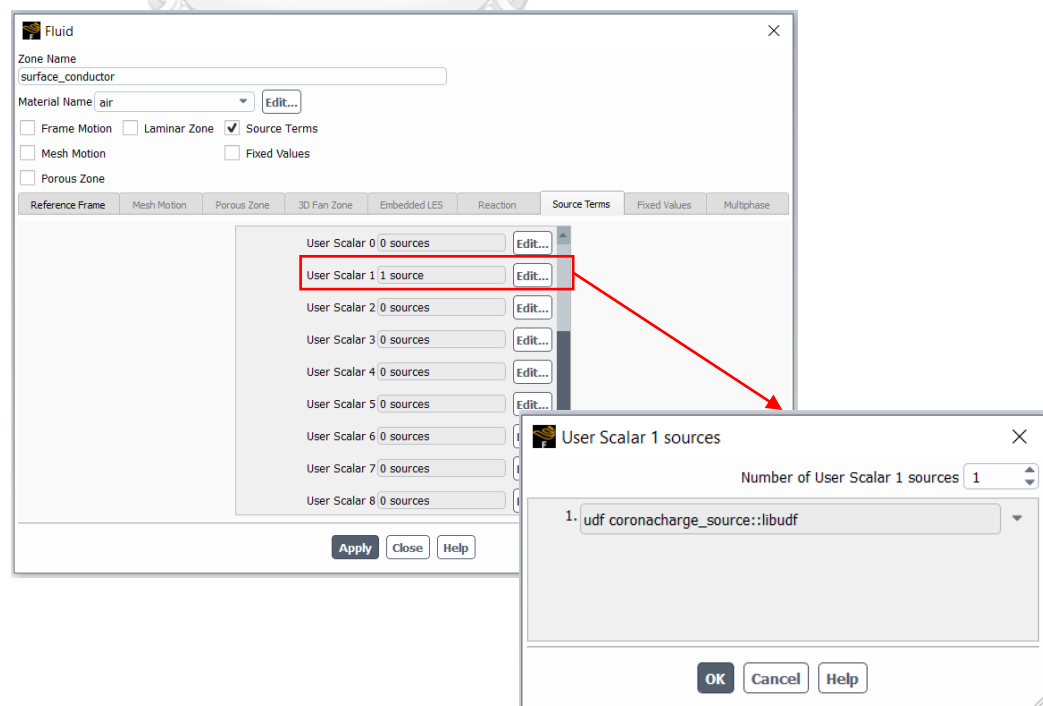 Fluid
Zone Name
surface_conductor
Material Name air Edit...
Frame Motion Laminar Zone Source Terms
Mesh Motion Fixed Values
Porous Zone
Reference Frame Mesh Motion Porous Zone 3D Fan Zone Embedded LES Reaction Source Terms Fixed Values Multiphase
User Scalar 0 0 sources Edit...
User Scalar 1 1 source Edit...
User Scalar 2 0 sources Edit...
User Scalar 3 0 sources Edit...
User Scalar 4 0 sources Edit...
User Scalar 5 0 sources Edit...
User Scalar 6 0 sources
User Scalar 7 0 sources
User Scalar 8 0 sources
Apply Close Help
User Scalar 1 sources
Number of User Scalar 1 sources 1
1. udf coronacharge_source::libudf
OK Cancel Help